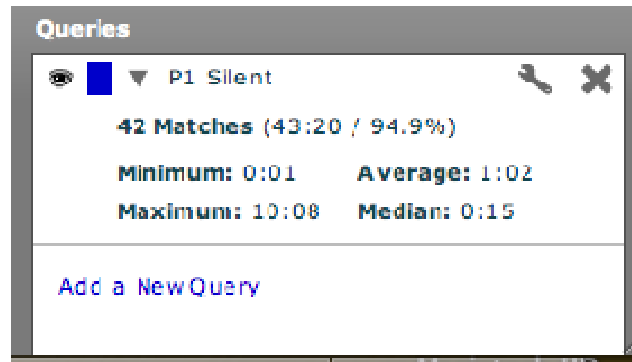 Queries
P1 Silent
42 Matches (43:20 / 94.9%)
Minimum: 0:01 Average: 1:02
Maximum: 10:08 Median: 0:15
Add a New Query